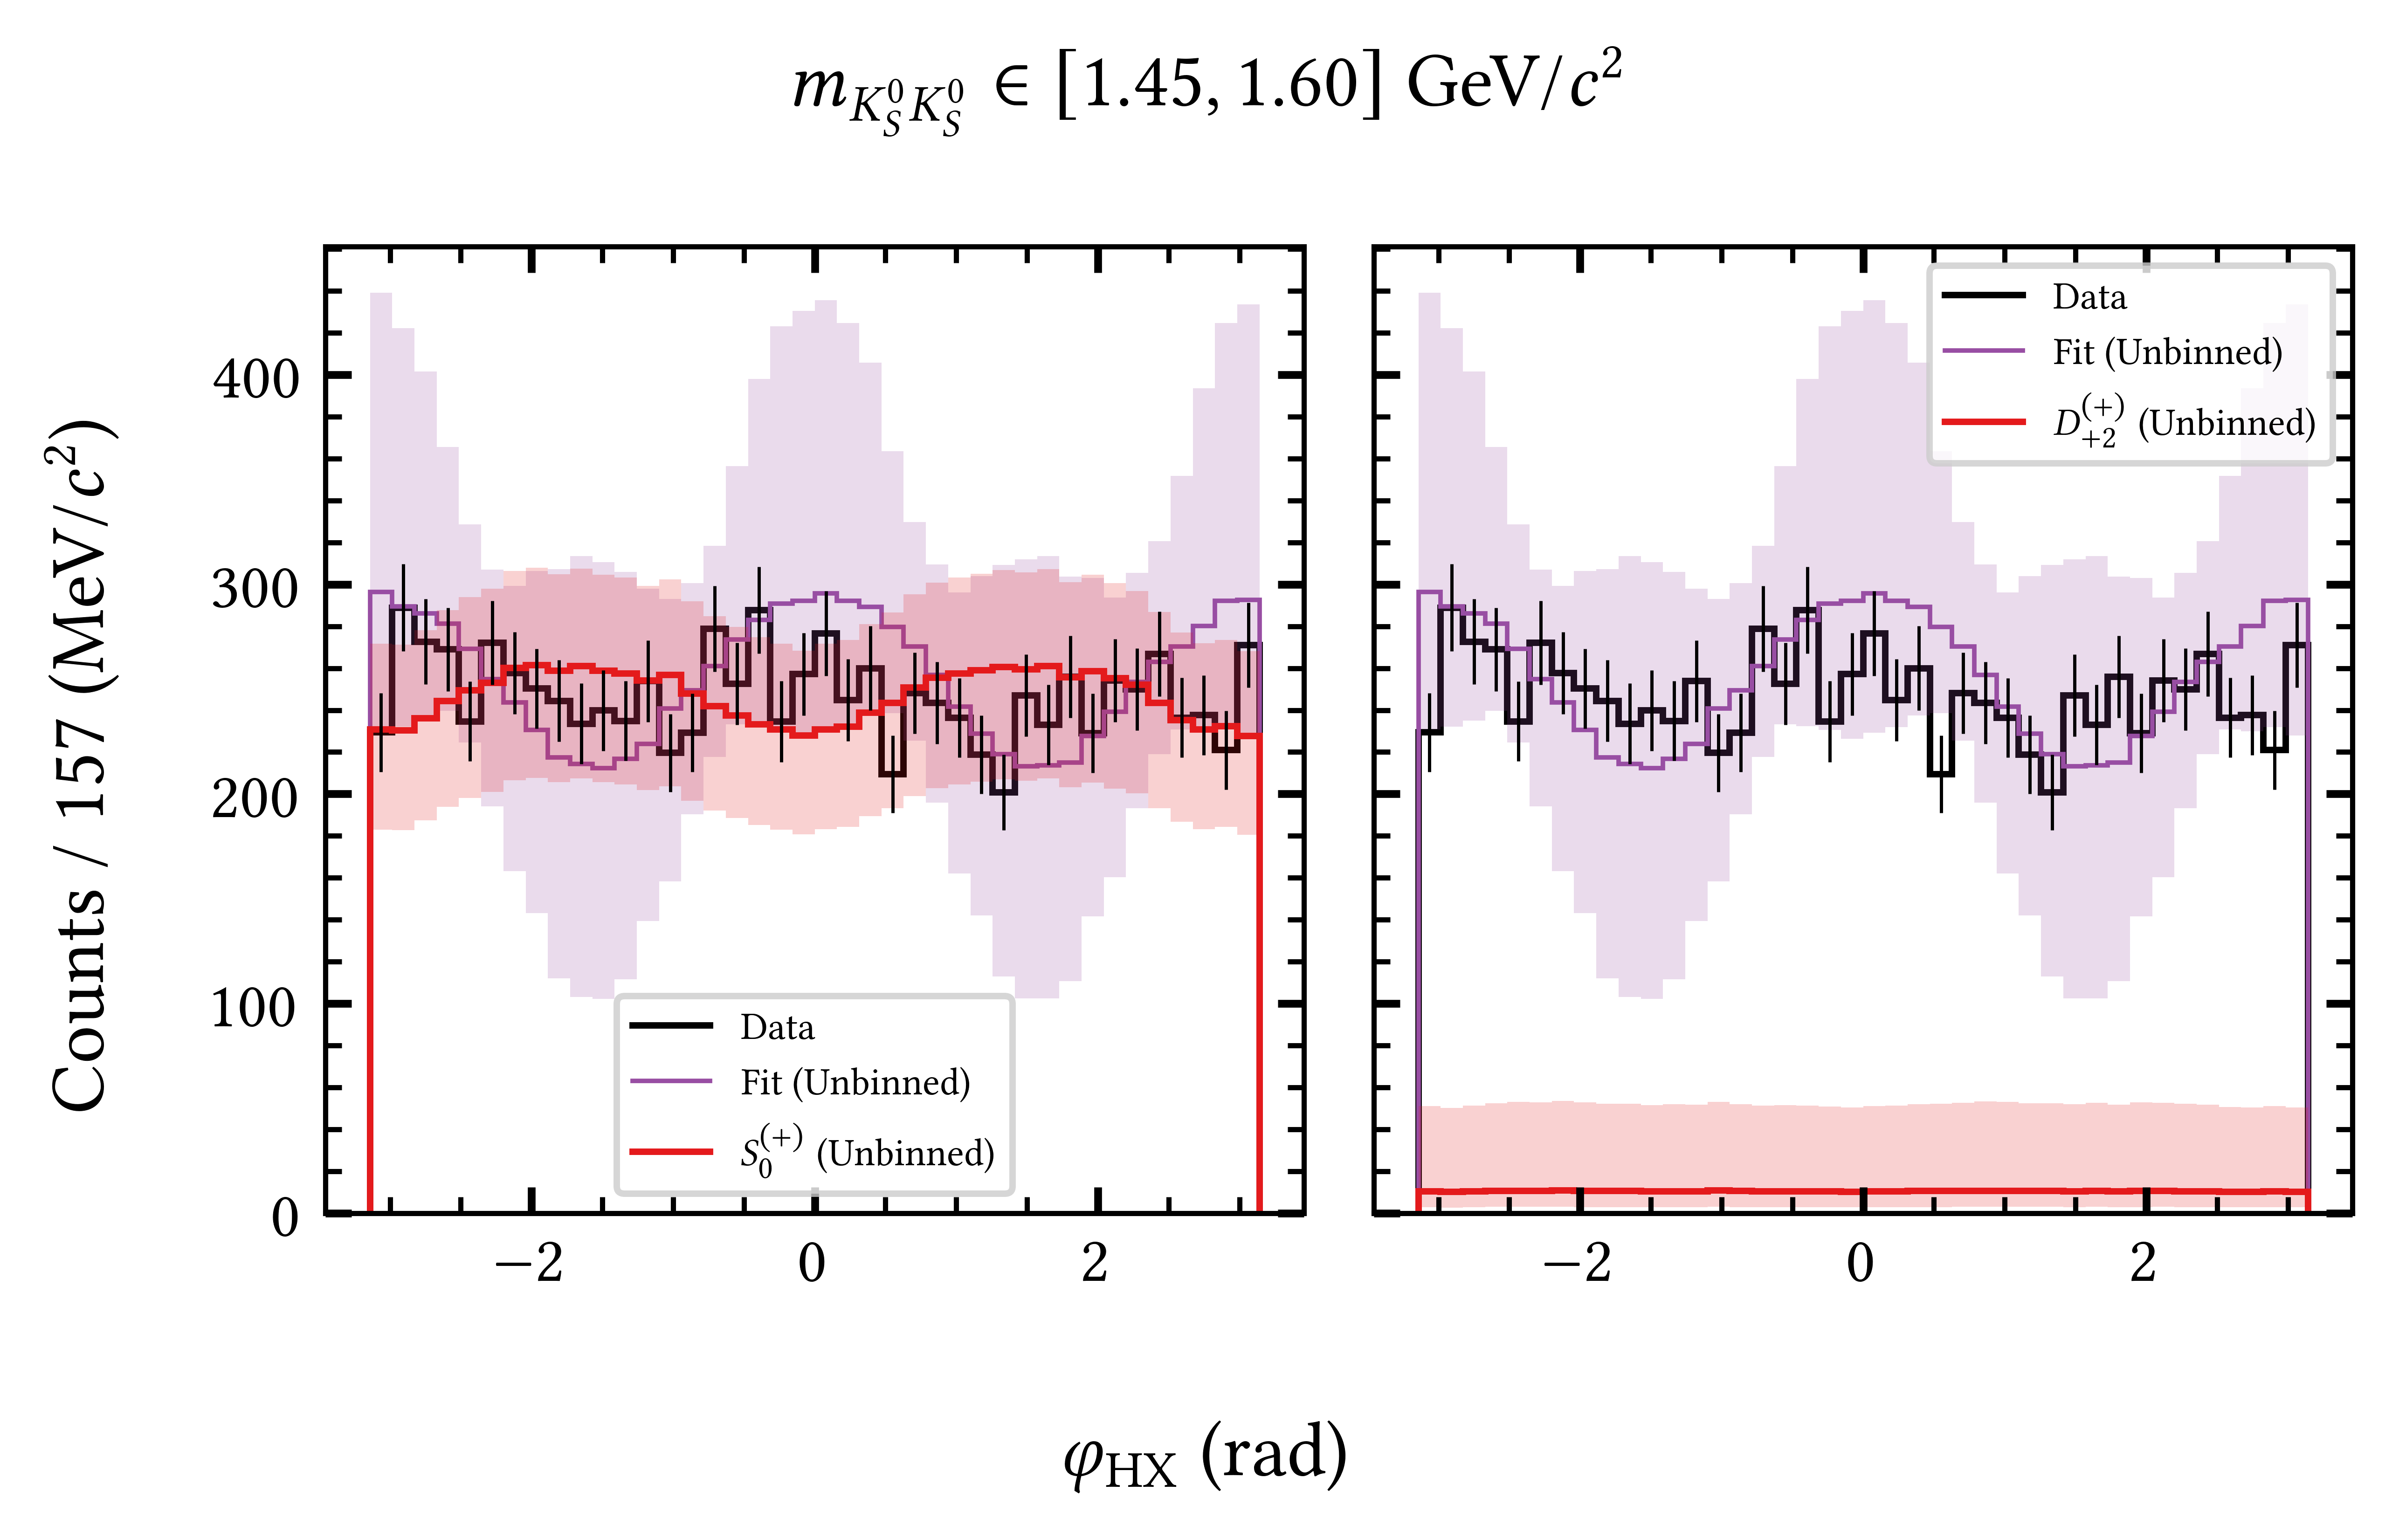 m_{K_S^0 K_S^0} ∈ [1.45, 1.60] GeV/c²
Counts / 157 (MeV/c²)
400
300
200
100
0
Data
Fit (Unbinned)
S_0^{(+)} (Unbinned)
−2
0
2
Data
Fit (Unbinned)
D_{+2}^{(+)} (Unbinned)
−2
0
2
φ_HX (rad)